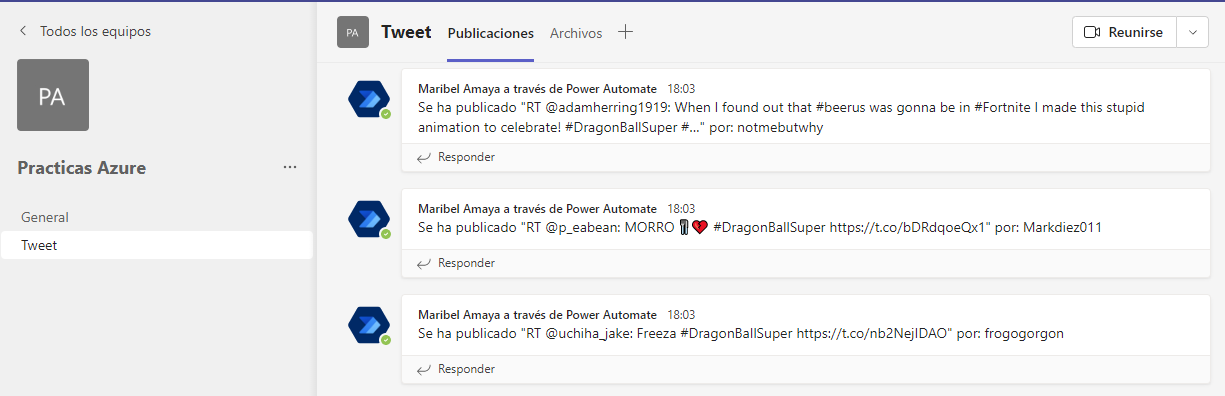 Todos los equipos
PA
Practicas Azure
...
General
Tweet
PA
Tweet
Publicaciones
Archivos
Reunirse
Maribel Amaya a través de Power Automate 18:03
Se ha publicado "RT @adamherring1919: When I found out that #beerus was gonna be in #Fortnite I made this stupid
animation to celebrate! #DragonBallSuper #…" por: notmebutwhy
Responder
Maribel Amaya a través de Power Automate 18:03
Se ha publicado "RT @p_eabean: MORRO 💔 #DragonBallSuper https://t.co/bDRdqoeQx1" por: Markdiez011
Responder
Maribel Amaya a través de Power Automate 18:03
Se ha publicado "RT @uchiha_jake: Freeza #DragonBallSuper https://t.co/nb2NejIDAO" por: frogogorgon
Responder